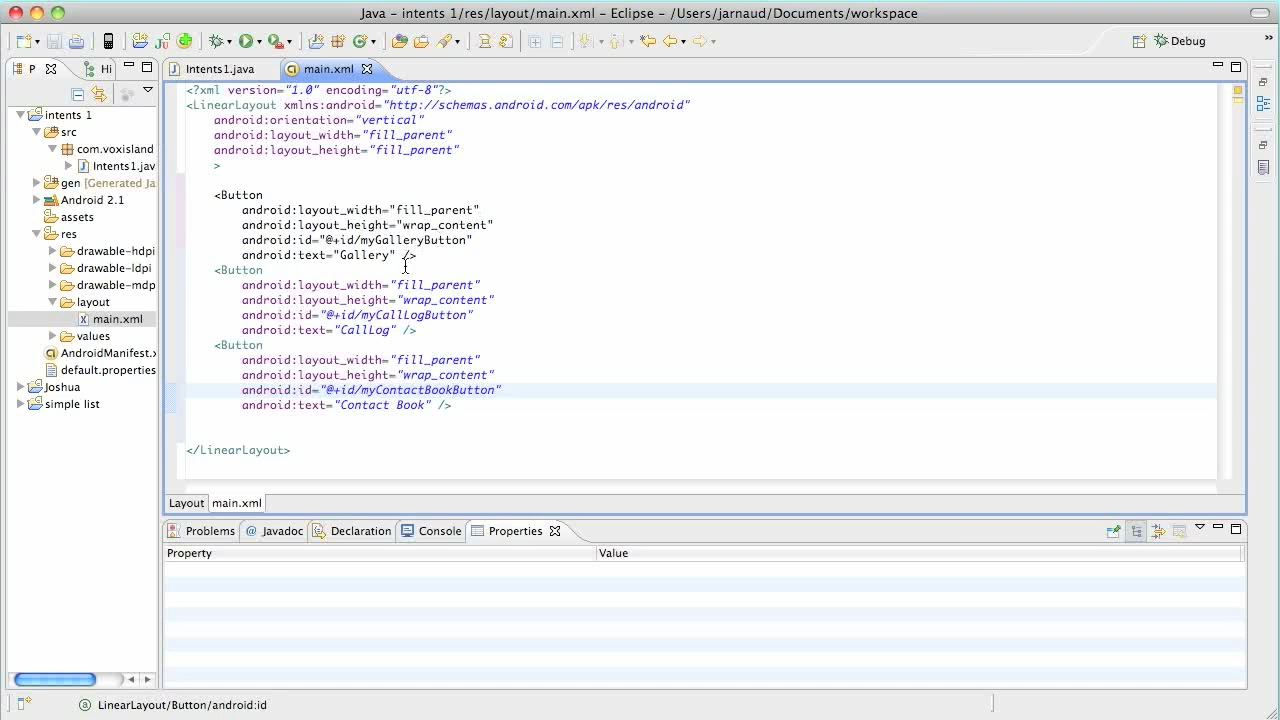 Java - intents 1/res/layout/main.xml - Eclipse - /Users/jarnaud/Documents/workspace
Debug
P
Hi
Intents1.java
main.xml
intents 1
src
com.voxisland
Intents1.jav
gen [Generated Ja
Android 2.1
assets
res
drawable-hdpi
drawable-ldpi
drawable-mdp
layout
main.xml
values
AndroidManifest.x
default.properties
Joshua
simple list
<?xml version="1.0" encoding="utf-8"?>
<LinearLayout xmlns:android="http://schemas.android.com/apk/res/android"
android:orientation="vertical"
android:layout_width="fill_parent"
android:layout_height="fill_parent"
>
<Button
android:layout_width="fill_parent"
android:layout_height="wrap_content"
android:id="@+id/myGalleryButton"
android:text="Gallery" />
<Button
android:layout_width="fill_parent"
android:layout_height="wrap_content"
android:id="@+id/myCallLogButton"
android:text="CallLog" />
<Button
android:layout_width="fill_parent"
android:layout_height="wrap_content"
android:id="@+id/myContactBookButton"
android:text="Contact Book" />
</LinearLayout>
Layout
main.xml
Problems
Javadoc
Declaration
Console
Properties
Property
Value
LinearLayout/Button/android:id